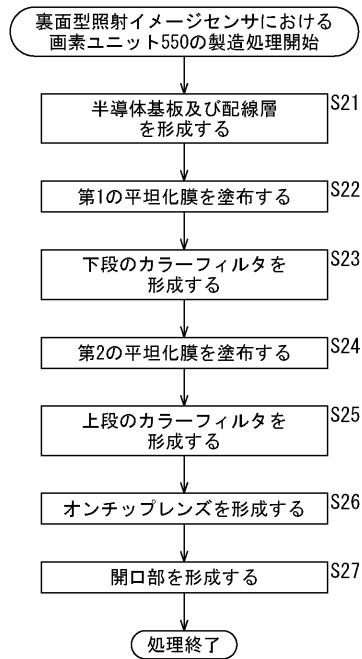 裏面型照射イメージセンサにおける
画素ユニット550の製造処理開始
S21
半導体基板及び配線層
を形成する
S22
第1の平坦化膜を塗布する
S23
下段のカラーフィルタを
形成する
S24
第2の平坦化膜を塗布する
S25
上段のカラーフィルタを
形成する
S26
オンチップレンズを形成する
S27
開口部を形成する
処理終了